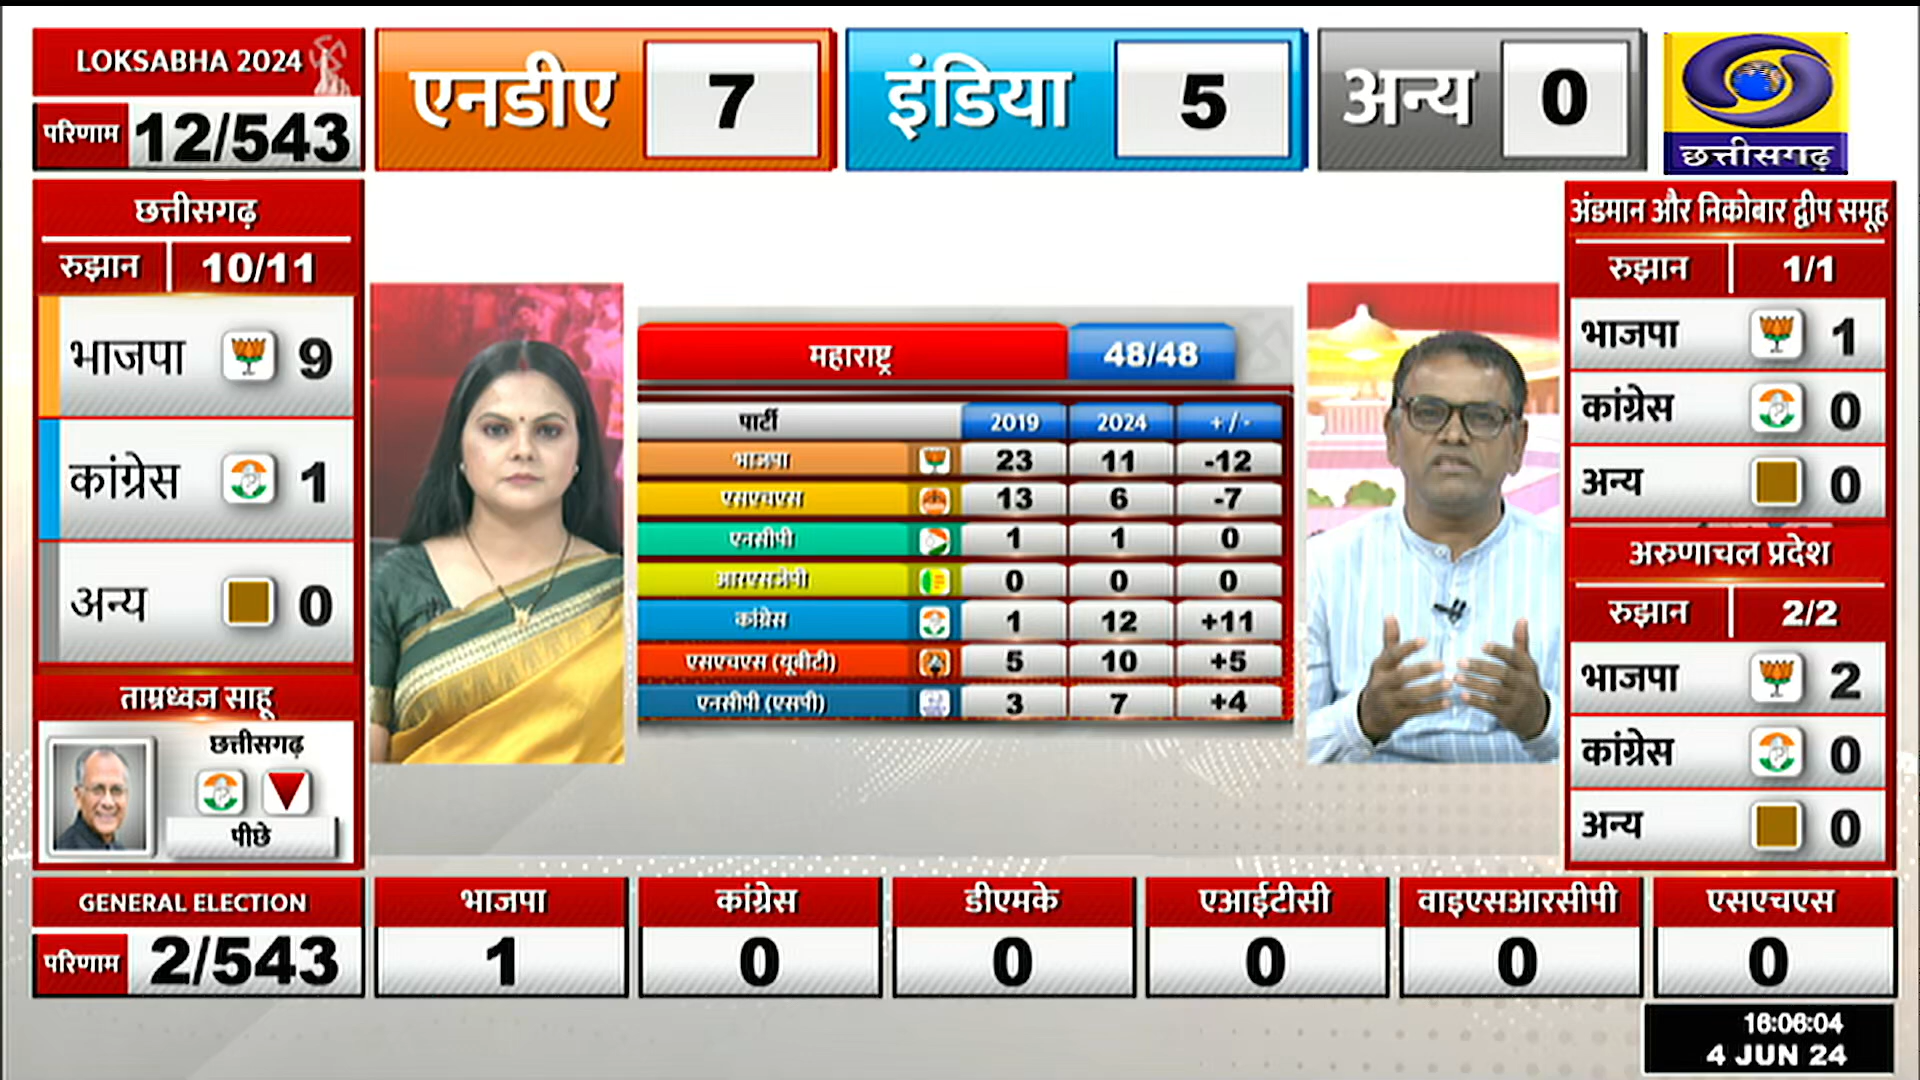 LOKSABHA 2024
परिणाम 12/543
एनडीए 7
इंडिया 5
अन्य 0
छत्तीसगढ़
छत्तीसगढ़
रुझान 10/11
भाजपा 9
कांग्रेस 1
अन्य 0
ताम्रध्वज साहू
छत्तीसगढ़
पीछे
महाराष्ट्र 48/48
पार्टी 2019 2024 +/-
भाजपा 23 11 -12
एसएचएस 13 6 -7
एनसीपी 1 1 0
आरएसजेपी 0 0 0
कांग्रेस 1 12 +11
एसएचएस (यूबीटी) 5 10 +5
एनसीपी (एसपी) 3 7 +4
अंडमान और निकोबार द्वीप समूह
रुझान 1/1
भाजपा 1
कांग्रेस 0
अन्य 0
अरुणाचल प्रदेश
रुझान 2/2
भाजपा 2
कांग्रेस 0
अन्य 0
GENERAL ELECTION
परिणाम 2/543
भाजपा 1
कांग्रेस 0
डीएमके 0
एआईटीसी 0
वाइएसआरसीपी 0
एसएचएस 0
16:06:04
4 JUN 24